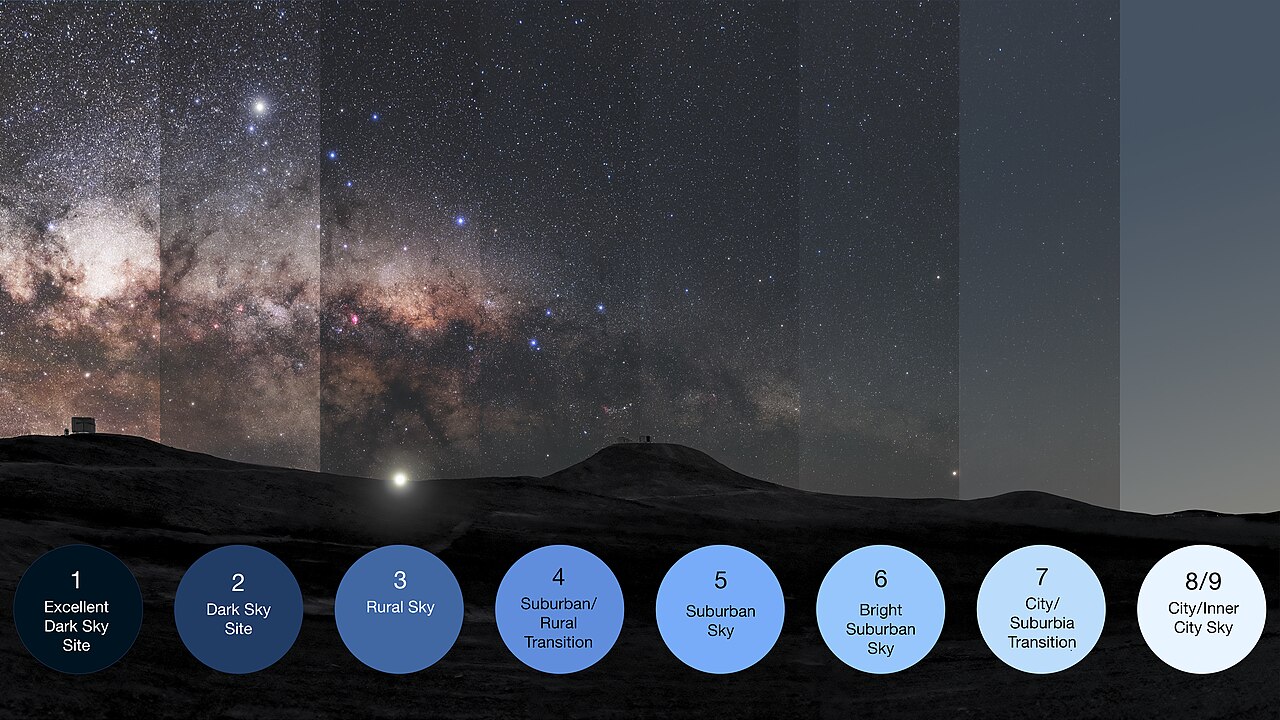 1
Excellent
Dark Sky
Site
2
Dark Sky
Site
3
Rural Sky
4
Suburban/
Rural
Transition
5
Suburban
Sky
6
Bright
Suburban
Sky
7
City/
Suburbia
Transition
8/9
City/Inner
City Sky